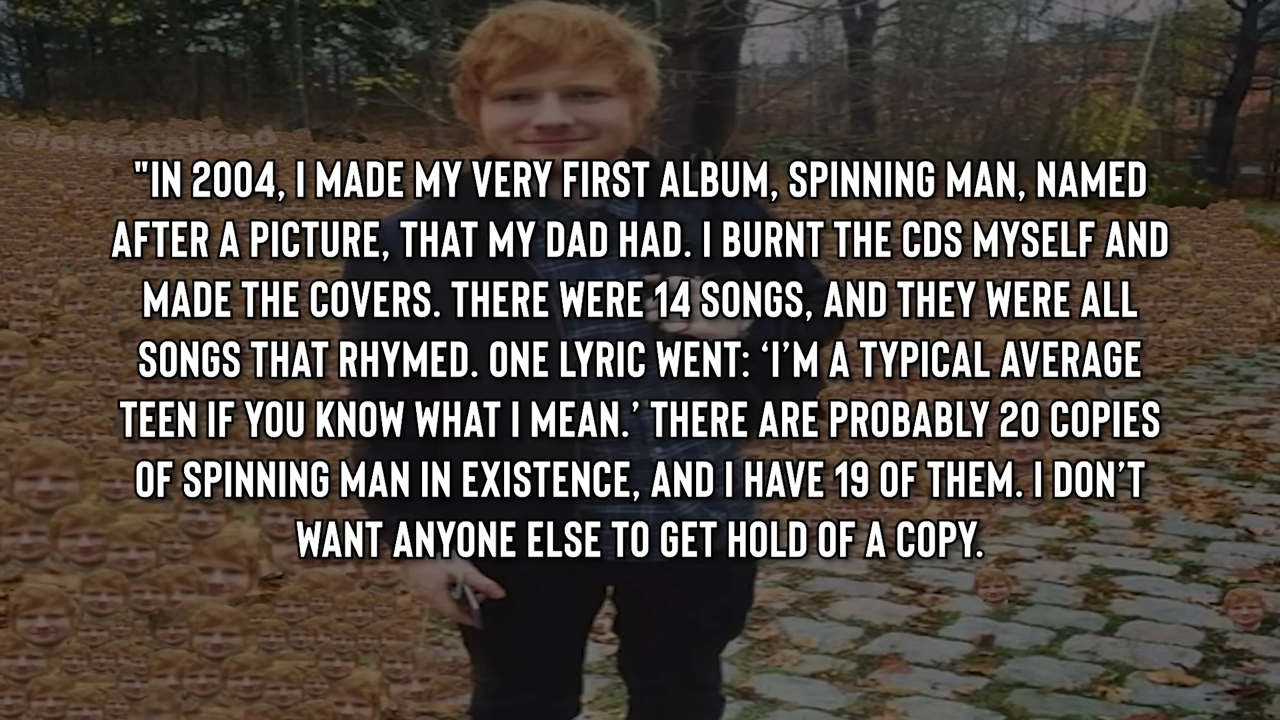 "IN 2004, I MADE MY VERY FIRST ALBUM, SPINNING MAN, NAMED
AFTER A PICTURE, THAT MY DAD HAD. I BURNT THE CDS MYSELF AND
MADE THE COVERS. THERE WERE 14 SONGS, AND THEY WERE ALL
SONGS THAT RHYMED. ONE LYRIC WENT: ‘I’M A TYPICAL AVERAGE
TEEN IF YOU KNOW WHAT I MEAN.’ THERE ARE PROBABLY 20 COPIES
OF SPINNING MAN IN EXISTENCE, AND I HAVE 19 OF THEM. I DON’T
WANT ANYONE ELSE TO GET HOLD OF A COPY.